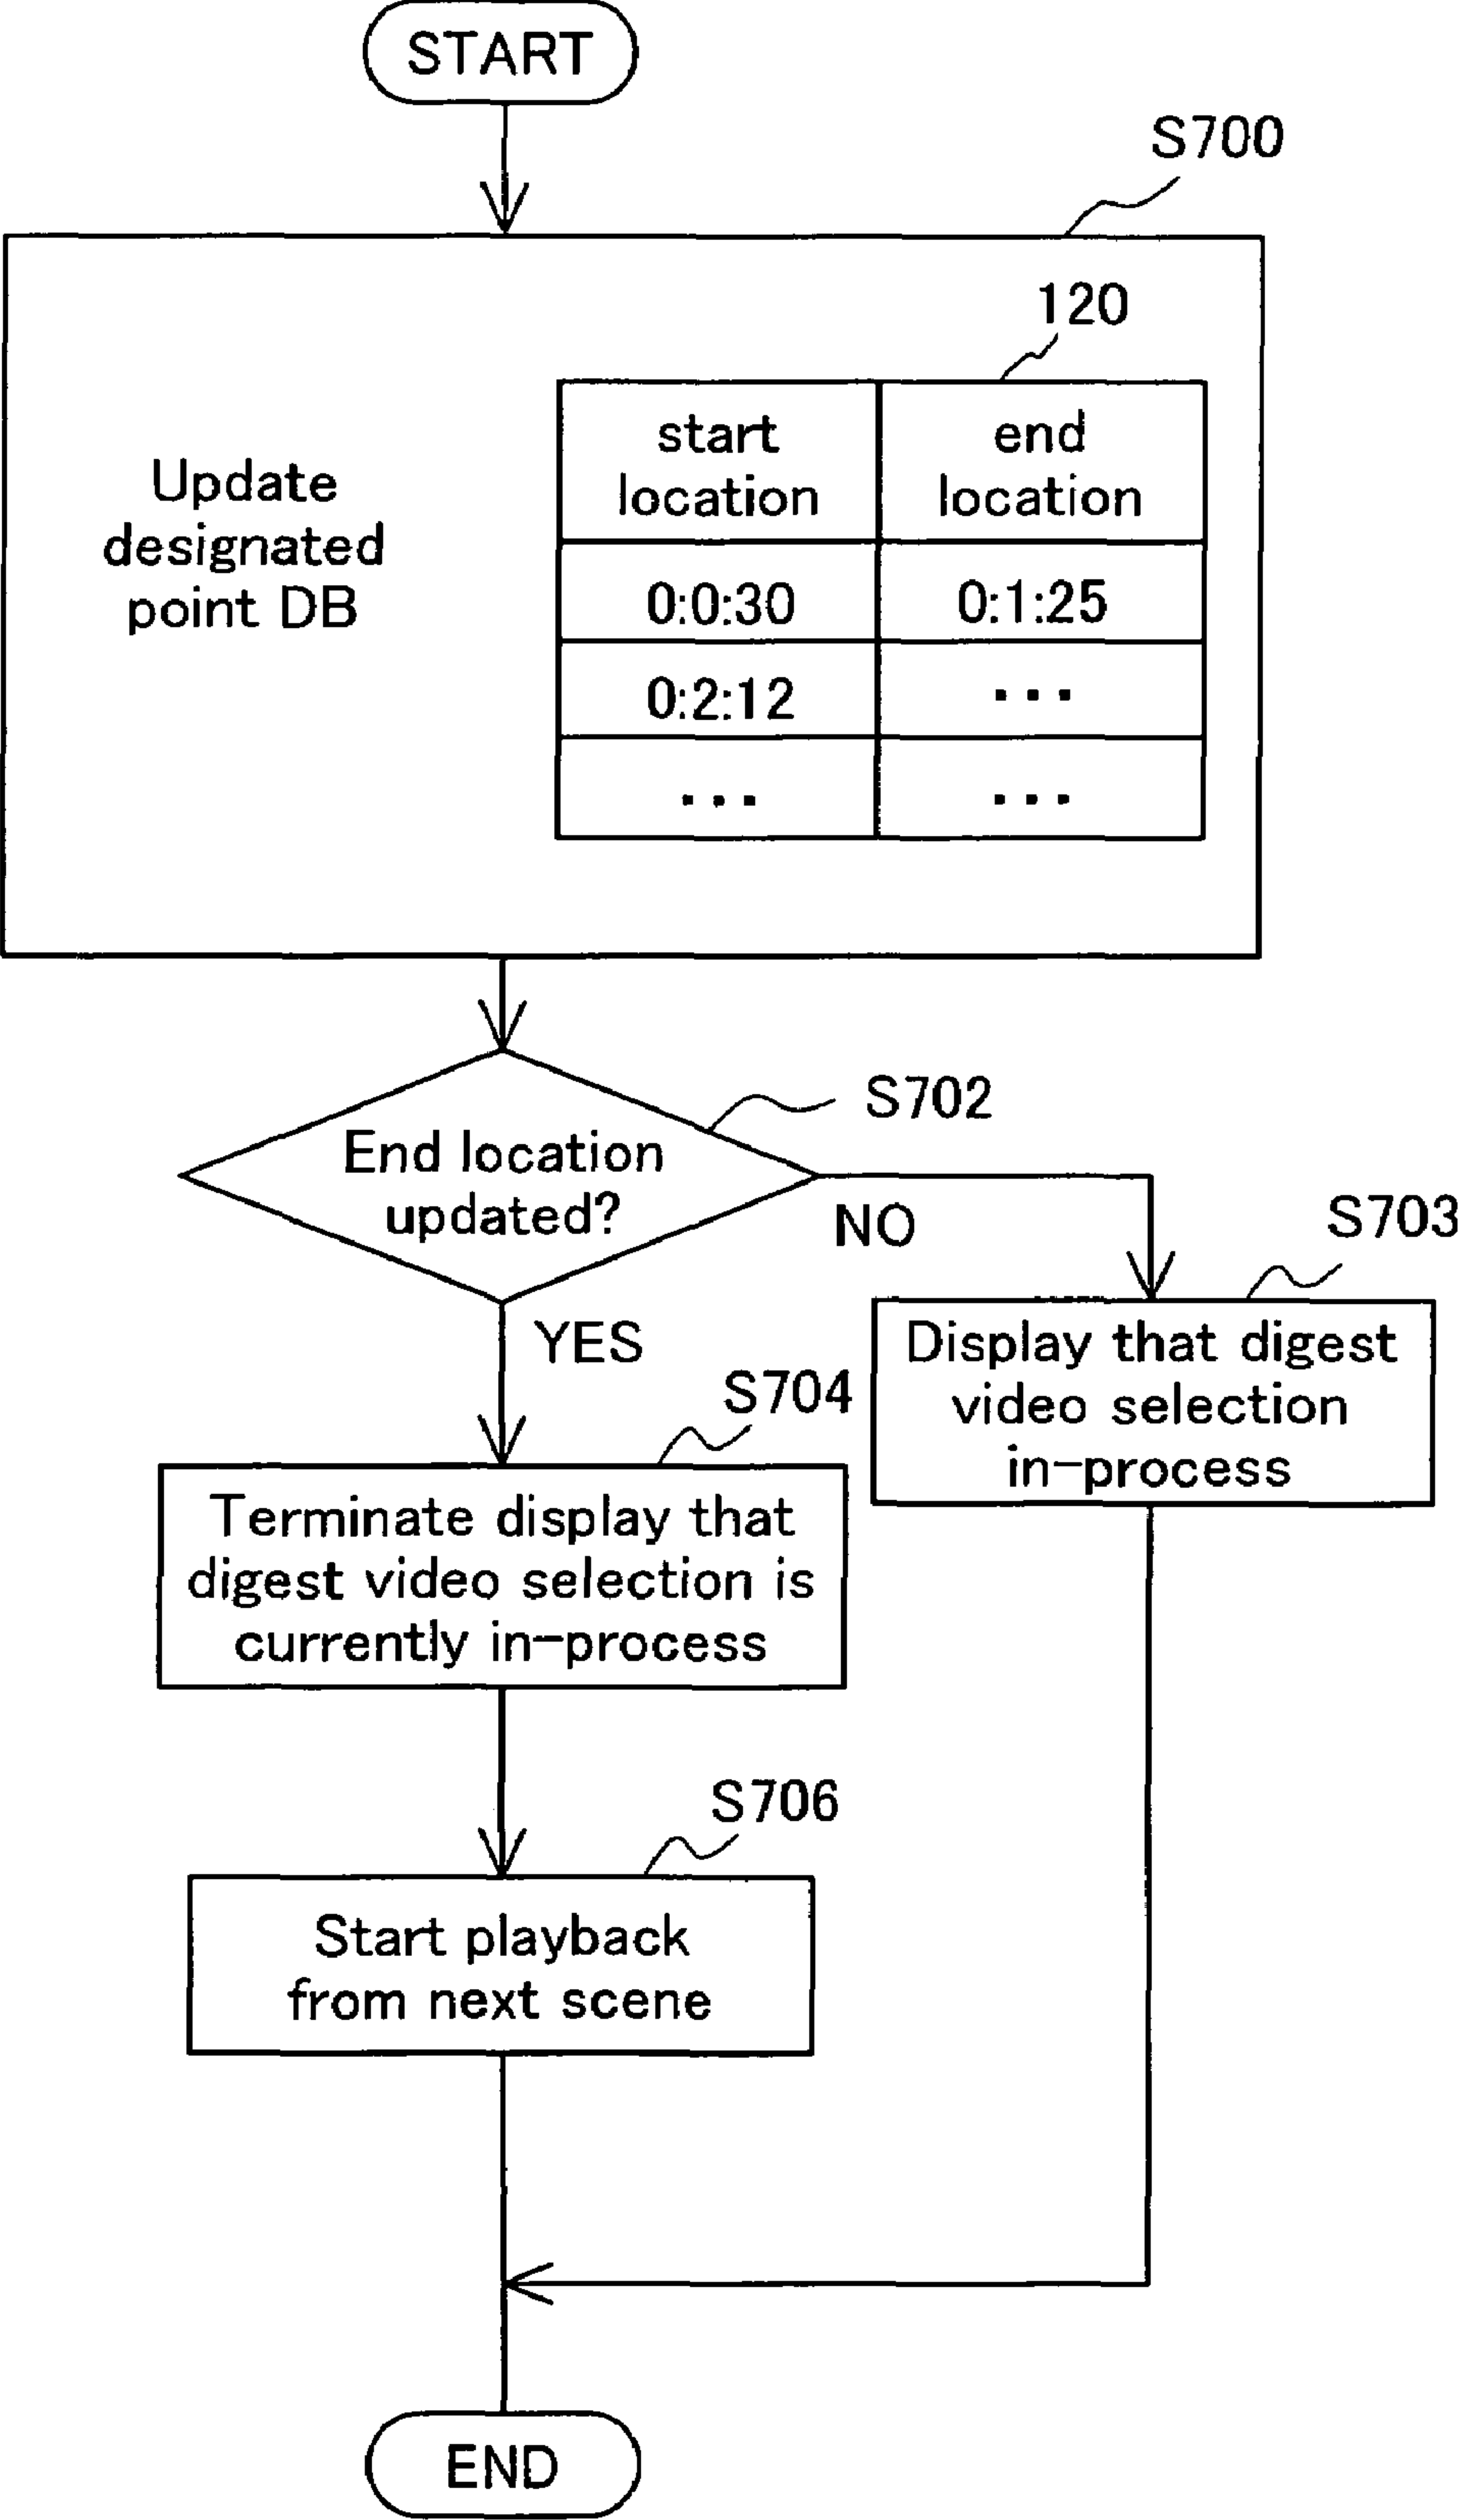 START
S700
120
start
location
end
location
Update
designated
point DB
0:0:30
0:1:25
0:2:12
...
...
...
S702
End location
updated?
NO
S703
YES
Display that digest
video selection
in-process
S704
Terminate display that
digest video selection is
currently in-process
S706
Start playback
from next scene
END